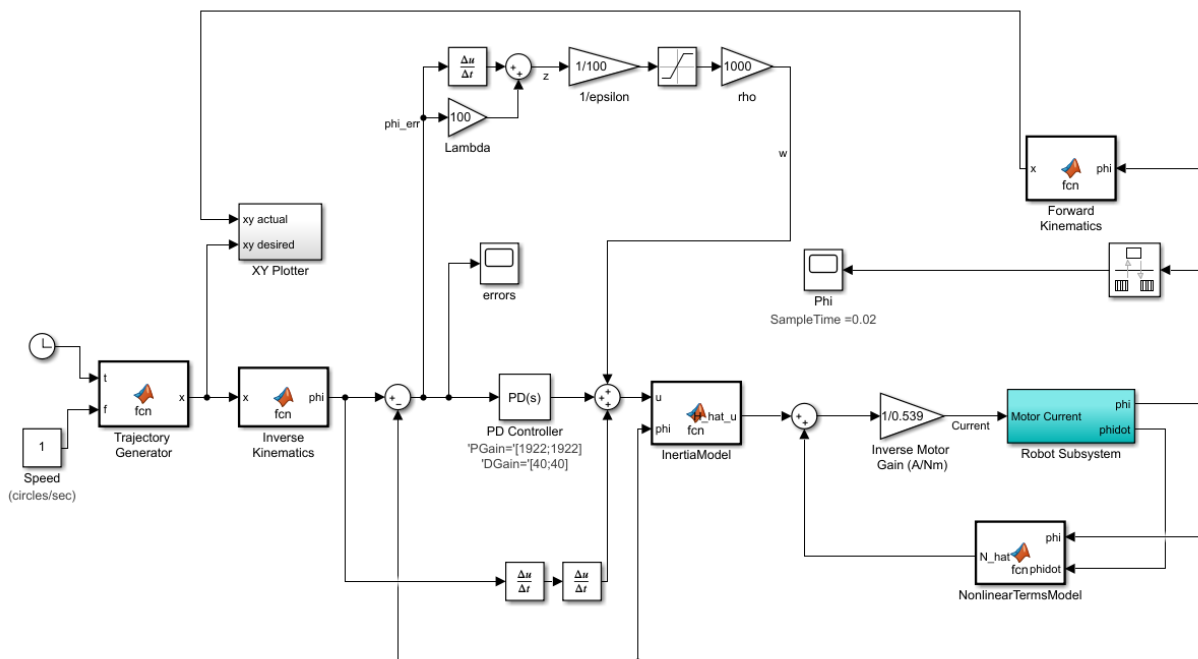 Δu
Δt
z
1/100
1/epsilon
1000
rho
phi_err
100
Lambda
w
x
phi
fcn
Forward
Kinematics
xy actual
xy desired
XY Plotter
errors
Phi
SampleTime =0.02
t
f
x
fcn
Trajectory
Generator
x
phi
fcn
Inverse
Kinematics
1
Speed
(circles/sec)
PD(s)
PD Controller
'PGain='[1922;1922]
'DGain='[40;40]
u
phi
H_hat_u
fcn
InertiaModel
1/0.539
Inverse Motor
Gain (A/Nm)
Current
Motor Current
phi
phidot
Robot Subsystem
phi
N_hat
fcn
phidot
NonlinearTermsModel
Δu
Δt
Δu
Δt